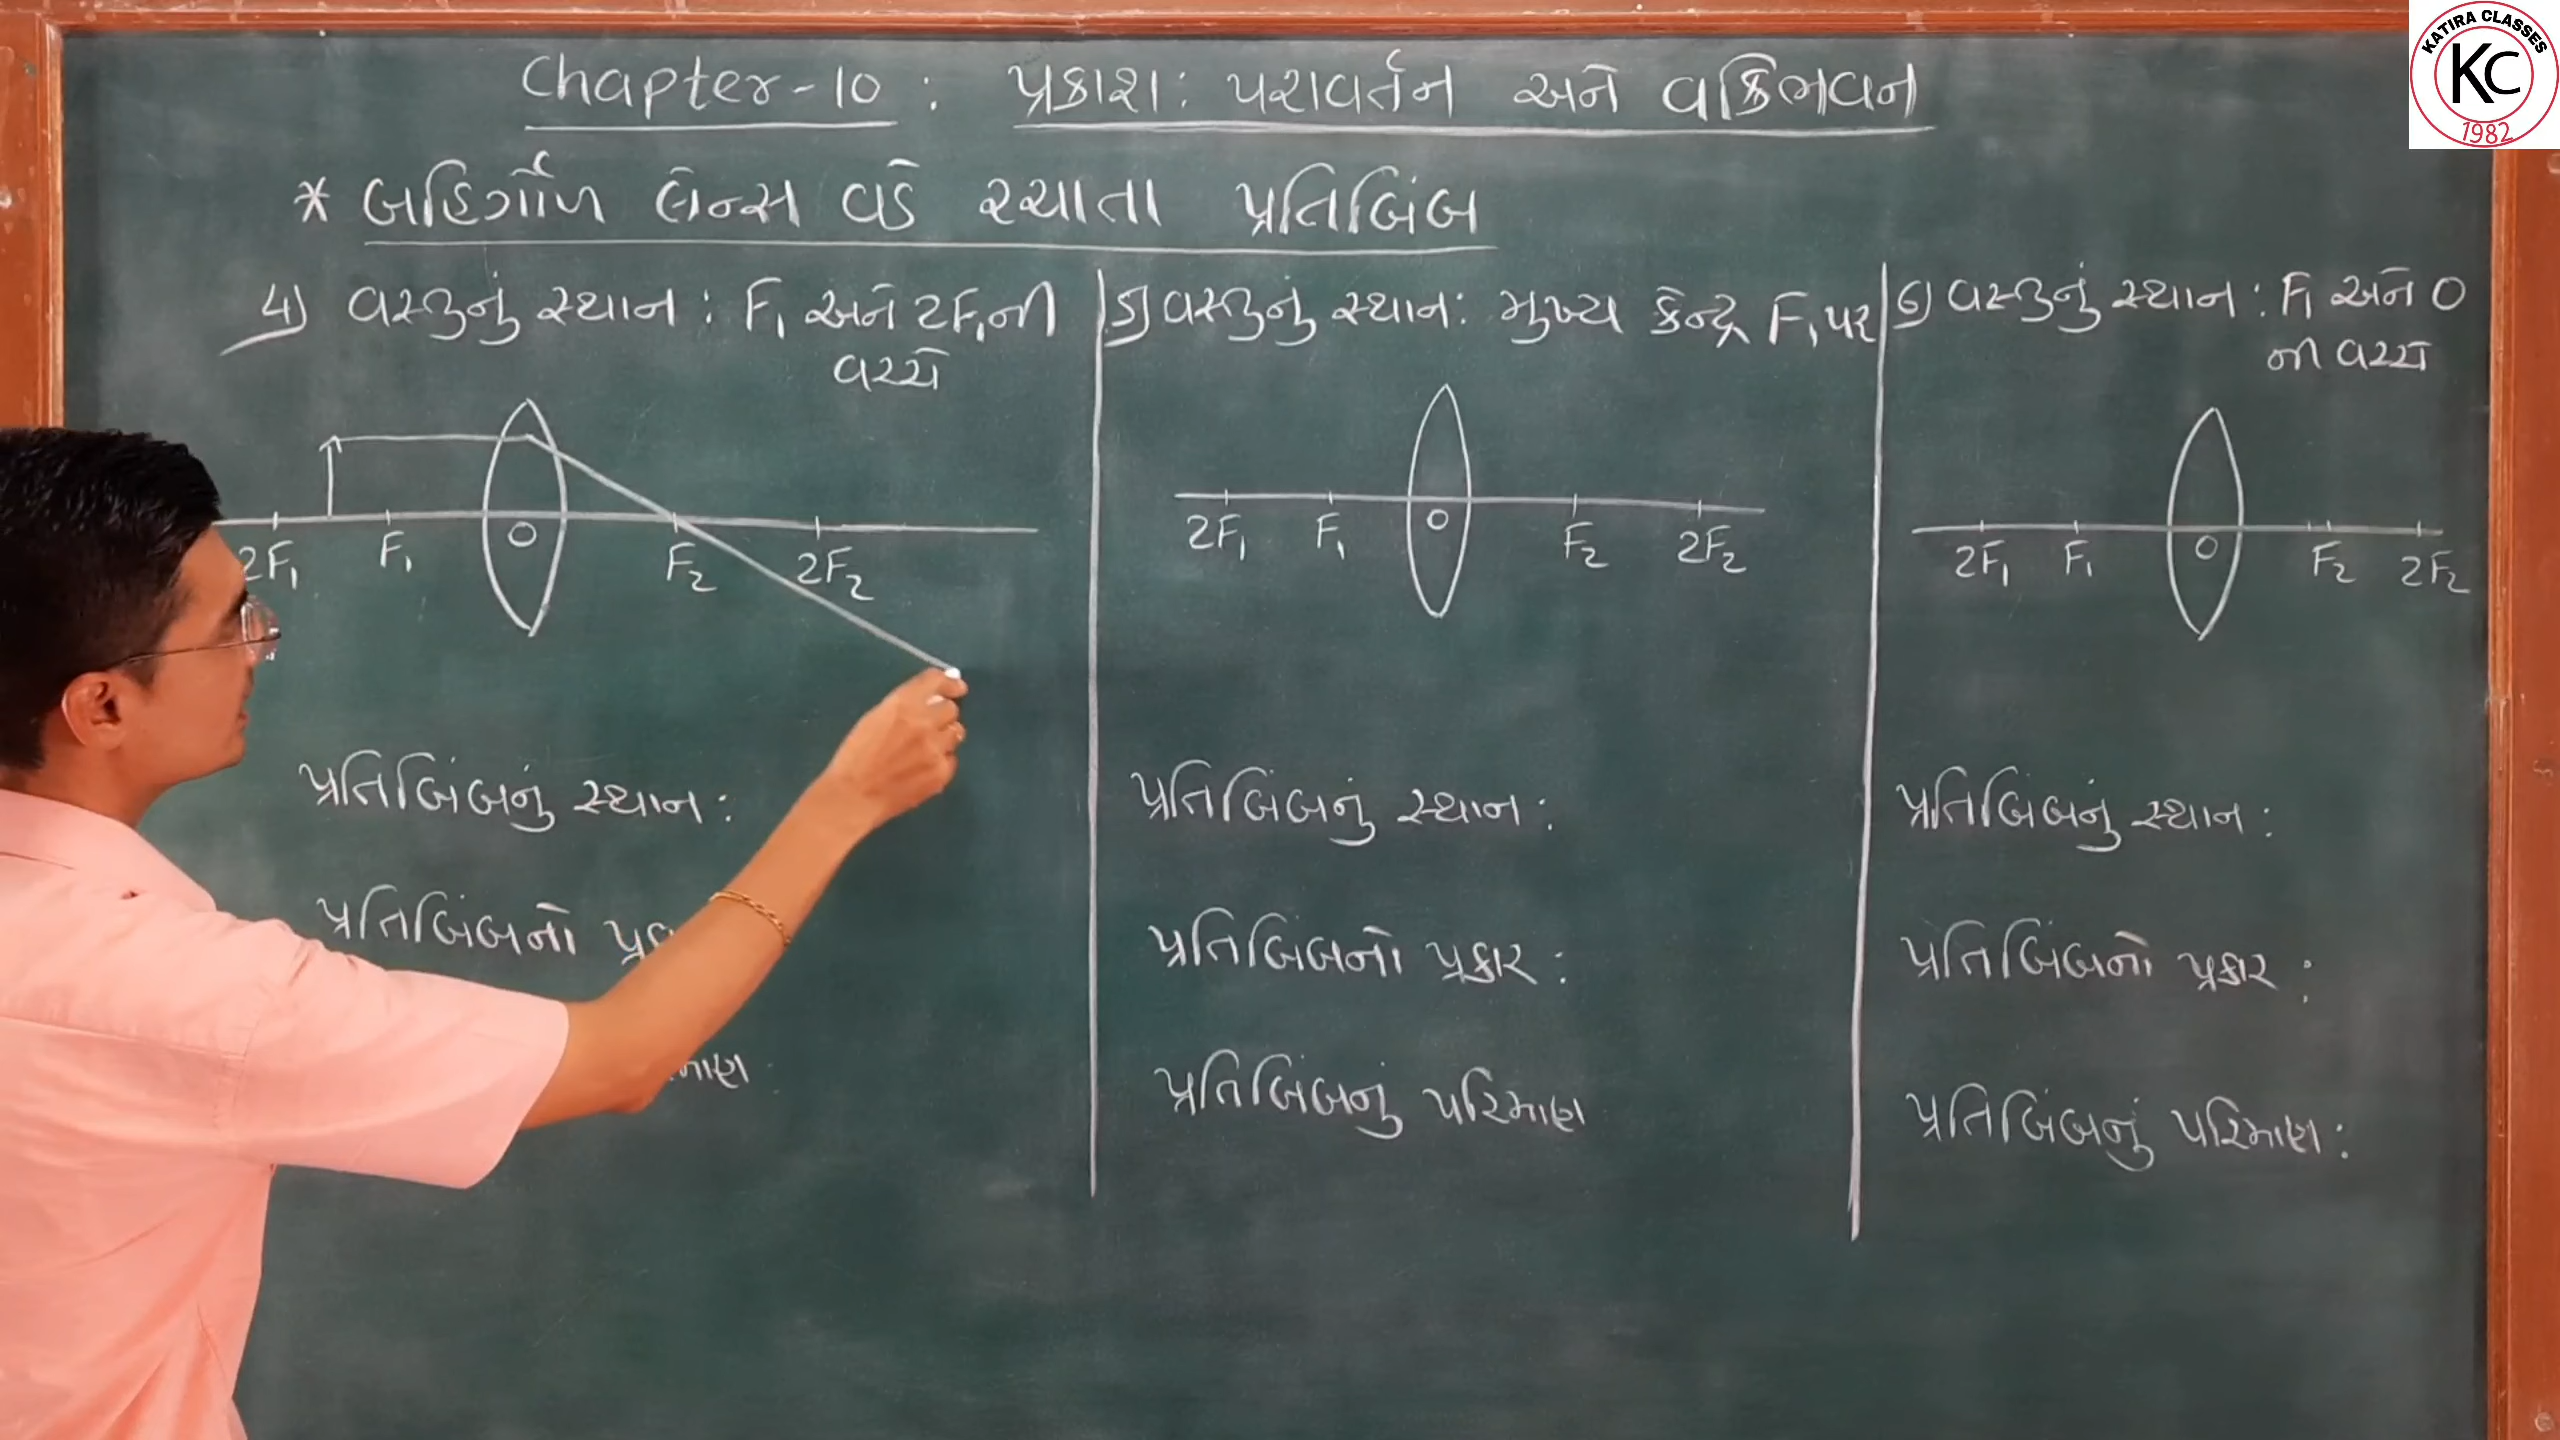 Chapter-10 : પ્રકાશ: પરાવર્તન અને વક્રિભવન
* બહિર્ગોળ લેન્સ વડે રચાતા પ્રતિબિંબ
4) વસ્તુનું સ્થાન : F₁ અને 2F₁ની વચ્ચે
2F₁ F₁ O F₂ 2F₂
પ્રતિબિંબનું સ્થાન :
પ્રતિબિંબનો
5) વસ્તુનું સ્થાન: મુખ્ય કેન્દ્ર F₁ પર
2F₁ F₁ O F₂ 2F₂
પ્રતિબિંબનું સ્થાન :
પ્રતિબિંબનો પ્રકાર :
પ્રતિબિંબનું પરિમાણ
6) વસ્તુનું સ્થાન : F₁ અને O
ની વચ્ચે
2F₁ F₁ O F₂ 2F₂
પ્રતિબિંબનું સ્થાન :
પ્રતિબિંબનો પ્રકાર :
પ્રતિબિંબનું પરિમાણ :
KATIRA CLASSES
KC
1982